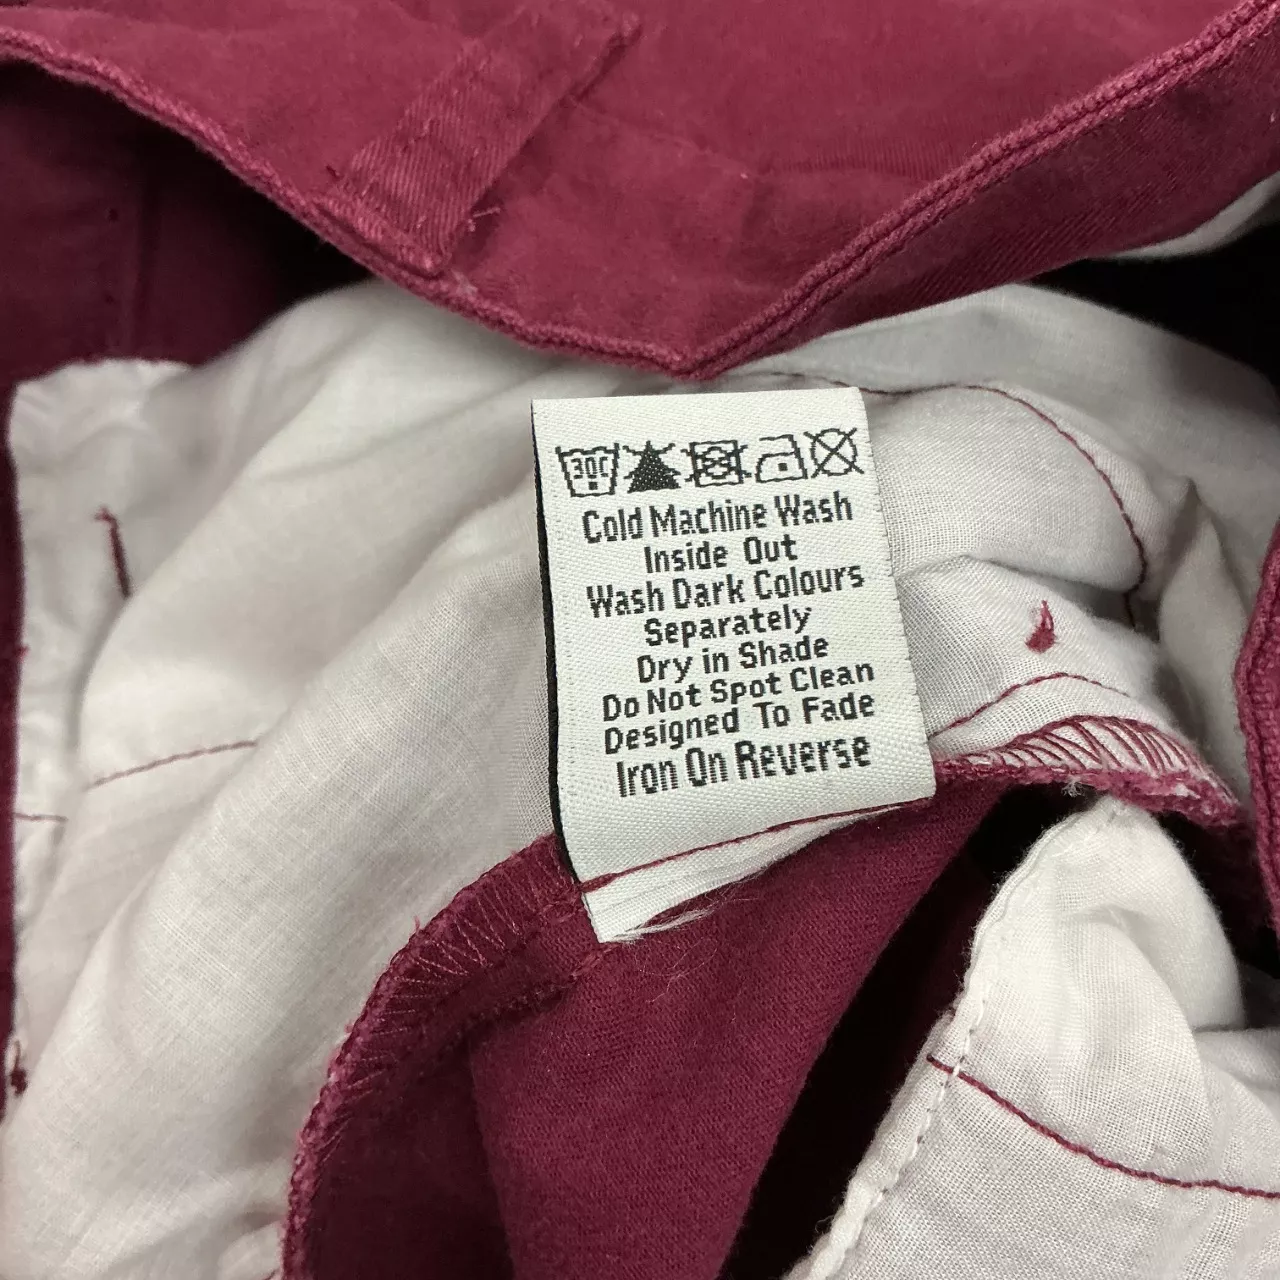 30C
Cold Machine Wash
Inside Out
Wash Dark Colours
Separately
Dry in Shade
Do Not Spot Clean
Designed To Fade
Iron On Reverse